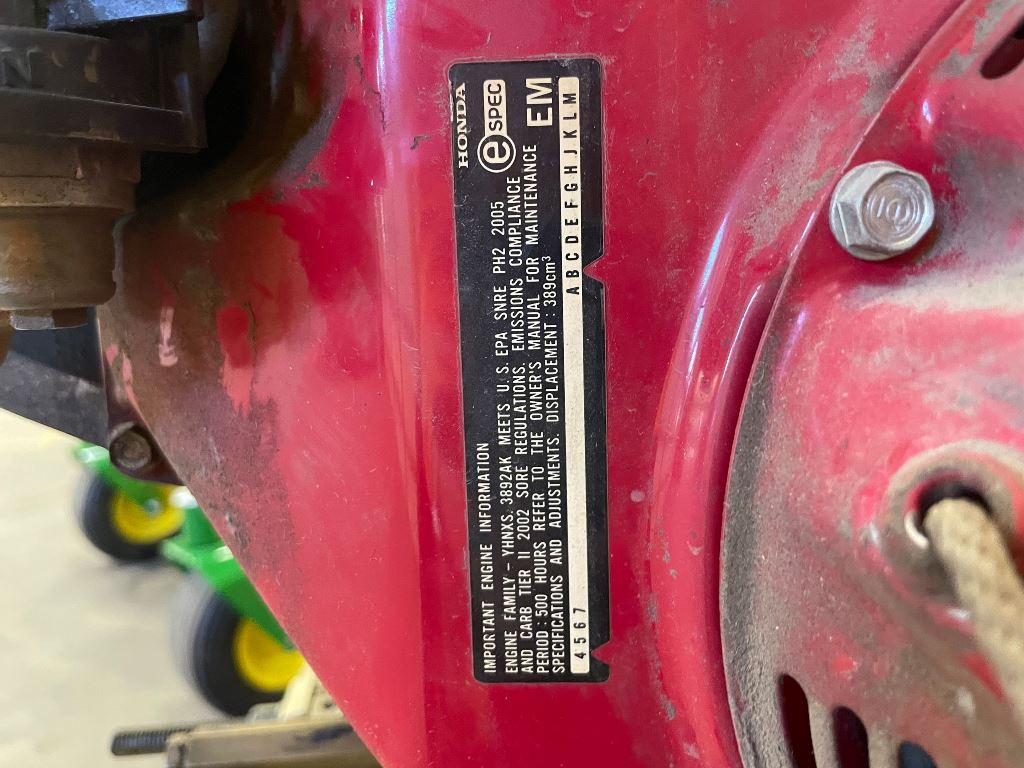 HONDA
e SPEC
EM
IMPORTANT ENGINE INFORMATION
ENGINE FAMILY - YHNXS. 3892AK MEETS U. S. EPA SNRE PH2 2005
AND CARB TIER II 2002 SORE REGULATIONS. EMISSIONS COMPLIANCE
PERIOD : 500 HOURS REFER TO THE OWNER'S MANUAL FOR MAINTENANCE
SPECIFICATIONS AND ADJUSTMENTS. DISPLACEMENT : 389cm³
4 5 6 7 A B C D E F G H J K L M
10